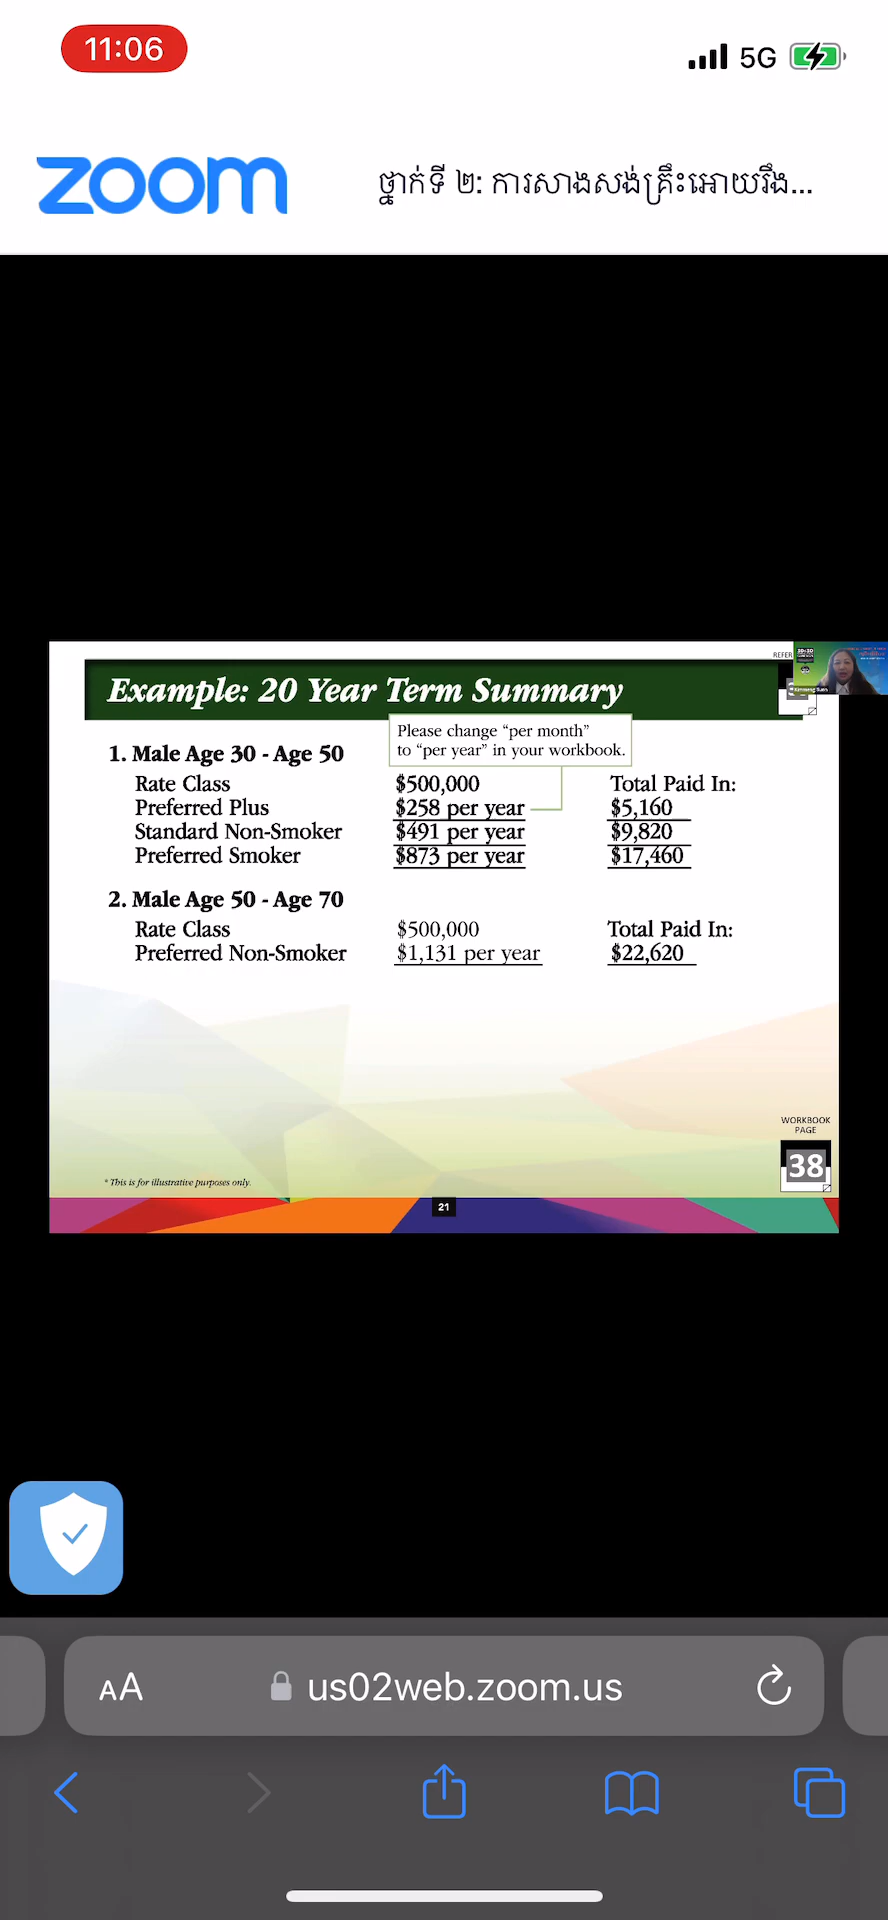 11:06
5G
zoom
ថ្នាក់ទី ២: ការសាងសង់គ្រឹះអោយរឹង...
REFER
Example: 20 Year Term Summary
Please change “per month”
to “per year” in your workbook.
1. Male Age 30 - Age 50
Rate Class $500,000 Total Paid In:
Preferred Plus $258 per year $5,160
Standard Non-Smoker $491 per year $9,820
Preferred Smoker $873 per year $17,460
2. Male Age 50 - Age 70
Rate Class $500,000 Total Paid In:
Preferred Non-Smoker $1,131 per year $22,620
WORKBOOK
PAGE
38
* This is for illustrative purposes only.
21
AA us02web.zoom.us